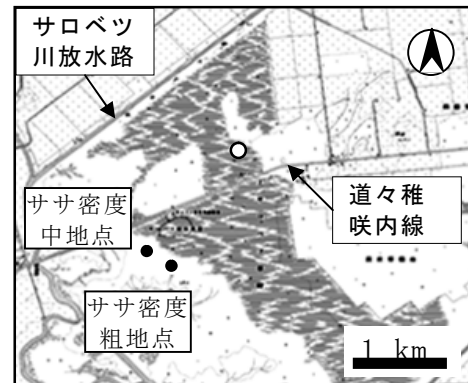 サロベツ
川放水路
道々稚
咲内線
ササ密度
中地点
ササ密度
粗地点
1 km